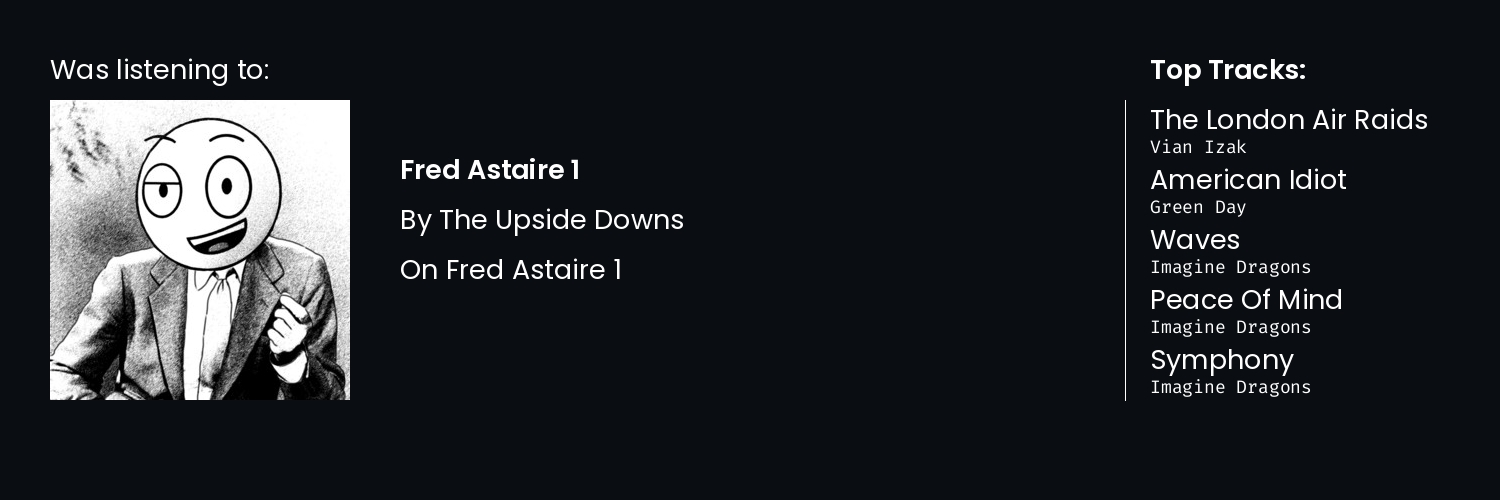 Was listening to:
Fred Astaire 1
By The Upside Downs
On Fred Astaire 1
Top Tracks:
The London Air Raids
Vian Izak
American Idiot
Green Day
Waves
Imagine Dragons
Peace Of Mind
Imagine Dragons
Symphony
Imagine Dragons